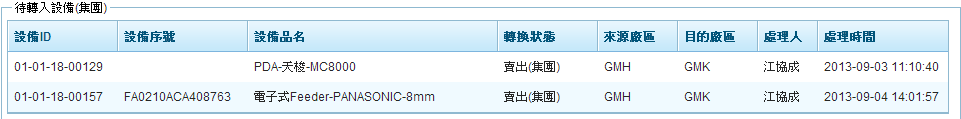 待轉入設備(集團)
設備ID 設備序號 設備品名 轉換狀態 來源廠區 目的廠區 處理人 處理時間
01-01-18-00129 PDA-天梭-MC8000 賣出(集團) GMH GMK 江協成 2013-09-03 11:10:40
01-01-18-00157 FA0210ACA408763 電子式Feeder-PANASONIC-8mm 賣出(集團) GMH GMK 江協成 2013-09-04 14:01:57